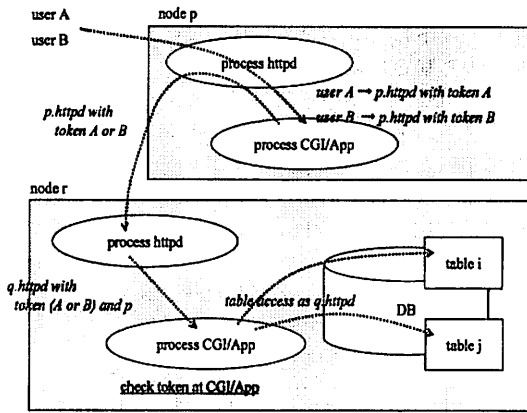 user A
user B
node p
process httpd
user A → p.httpd with token A
user B → p.httpd with token B
process CGI/App
p.httpd with
token A or B
node r
process httpd
q.httpd with
token (A or B) and p
table access as q.httpd
process CGI/App
check token at CGI/App
DB
table i
table j